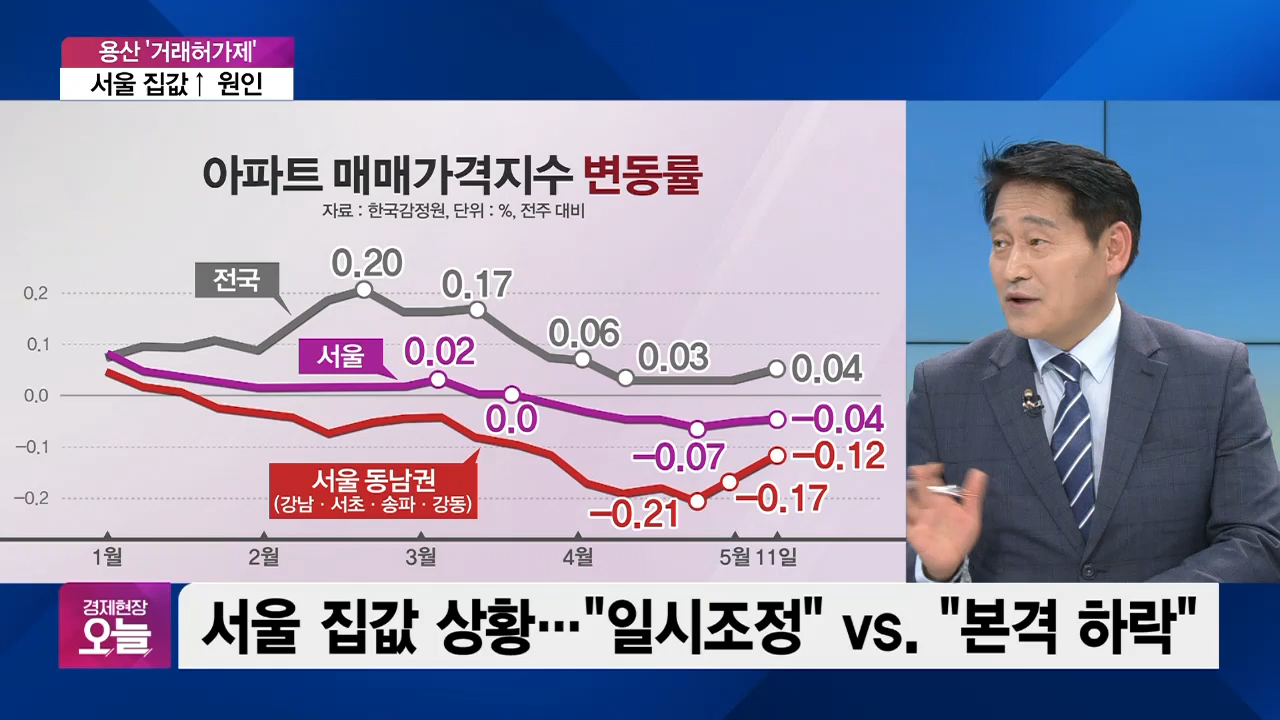 용산 '거래허가제'
서울 집값↑ 원인
아파트 매매가격지수 변동률
자료 : 한국감정원, 단위 : %, 전주 대비
전국
0.20
0.17
0.06
0.03
0.04
서울
0.02
0.0
-0.07
-0.04
서울 동남권
(강남·서초·송파·강동)
-0.21
-0.17
-0.12
0.2
0.1
0.0
-0.1
-0.2
1월 2월 3월 4월 5월 11일
경제현장
오늘
서울 집값 상황…"일시조정" vs. "본격 하락"